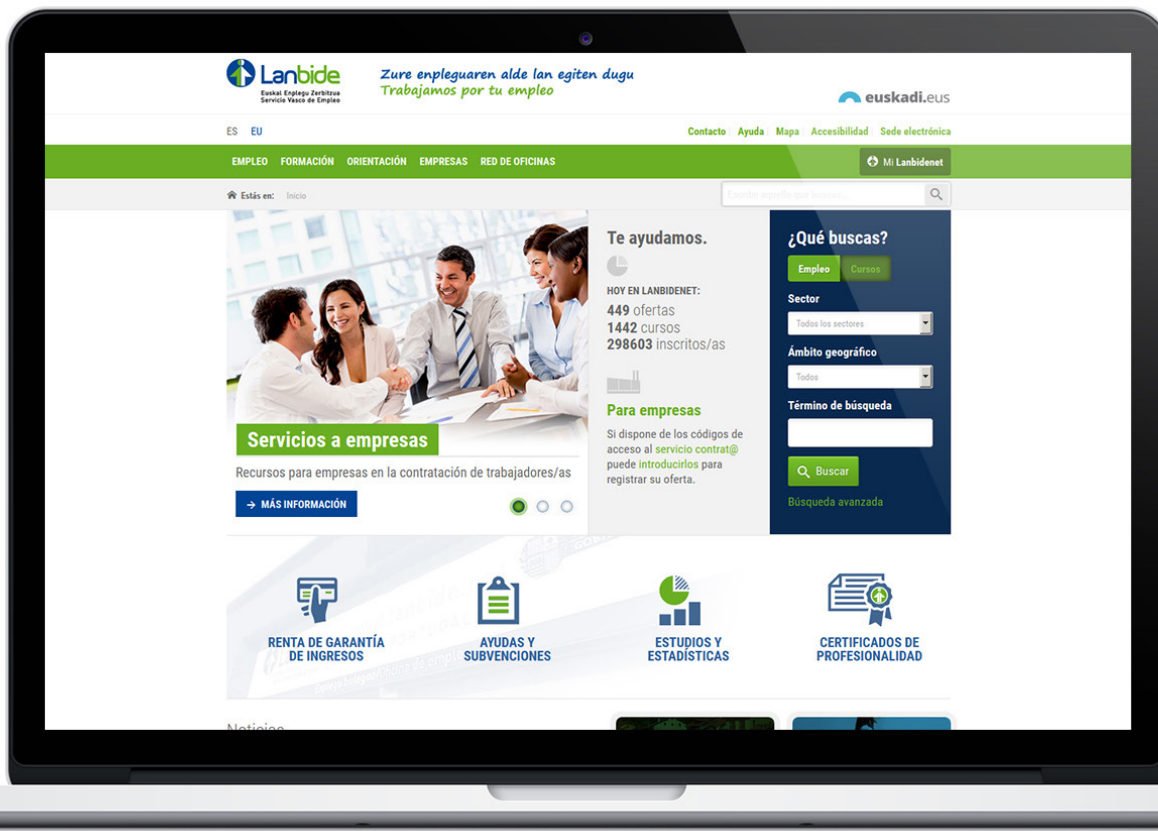 Lanbide
Euskal Enplegu Zerbitzua
Servicio Vasco de Empleo
Zure enpleguaren alde lan egiten dugu
Trabajamos por tu empleo
euskadi.eus
ES EU
Contacto Ayuda Mapa Accesibilidad Sede electrónica
EMPLEO FORMACIÓN ORIENTACIÓN EMPRESAS RED DE OFICINAS
Mi Lanbidenet
Estás en: Inicio
Escribe aquello que buscas...
Servicios a empresas
Recursos para empresas en la contratación de trabajadores/as
→ MÁS INFORMACIÓN
Te ayudamos.
HOY EN LANBIDENET:
449 ofertas
1442 cursos
298603 inscritos/as
Para empresas
Si dispone de los códigos de
acceso al servicio contrat@
puede introducirlos para
registrar su oferta.
¿Qué buscas?
Empleo Cursos
Sector
Todos los sectores
Ámbito geográfico
Todos
Término de búsqueda
Buscar
Búsqueda avanzada
RENTA DE GARANTÍA
DE INGRESOS
AYUDAS Y
SUBVENCIONES
ESTUDIOS Y
ESTADÍSTICAS
CERTIFICADOS DE
PROFESIONALIDAD
Noticias